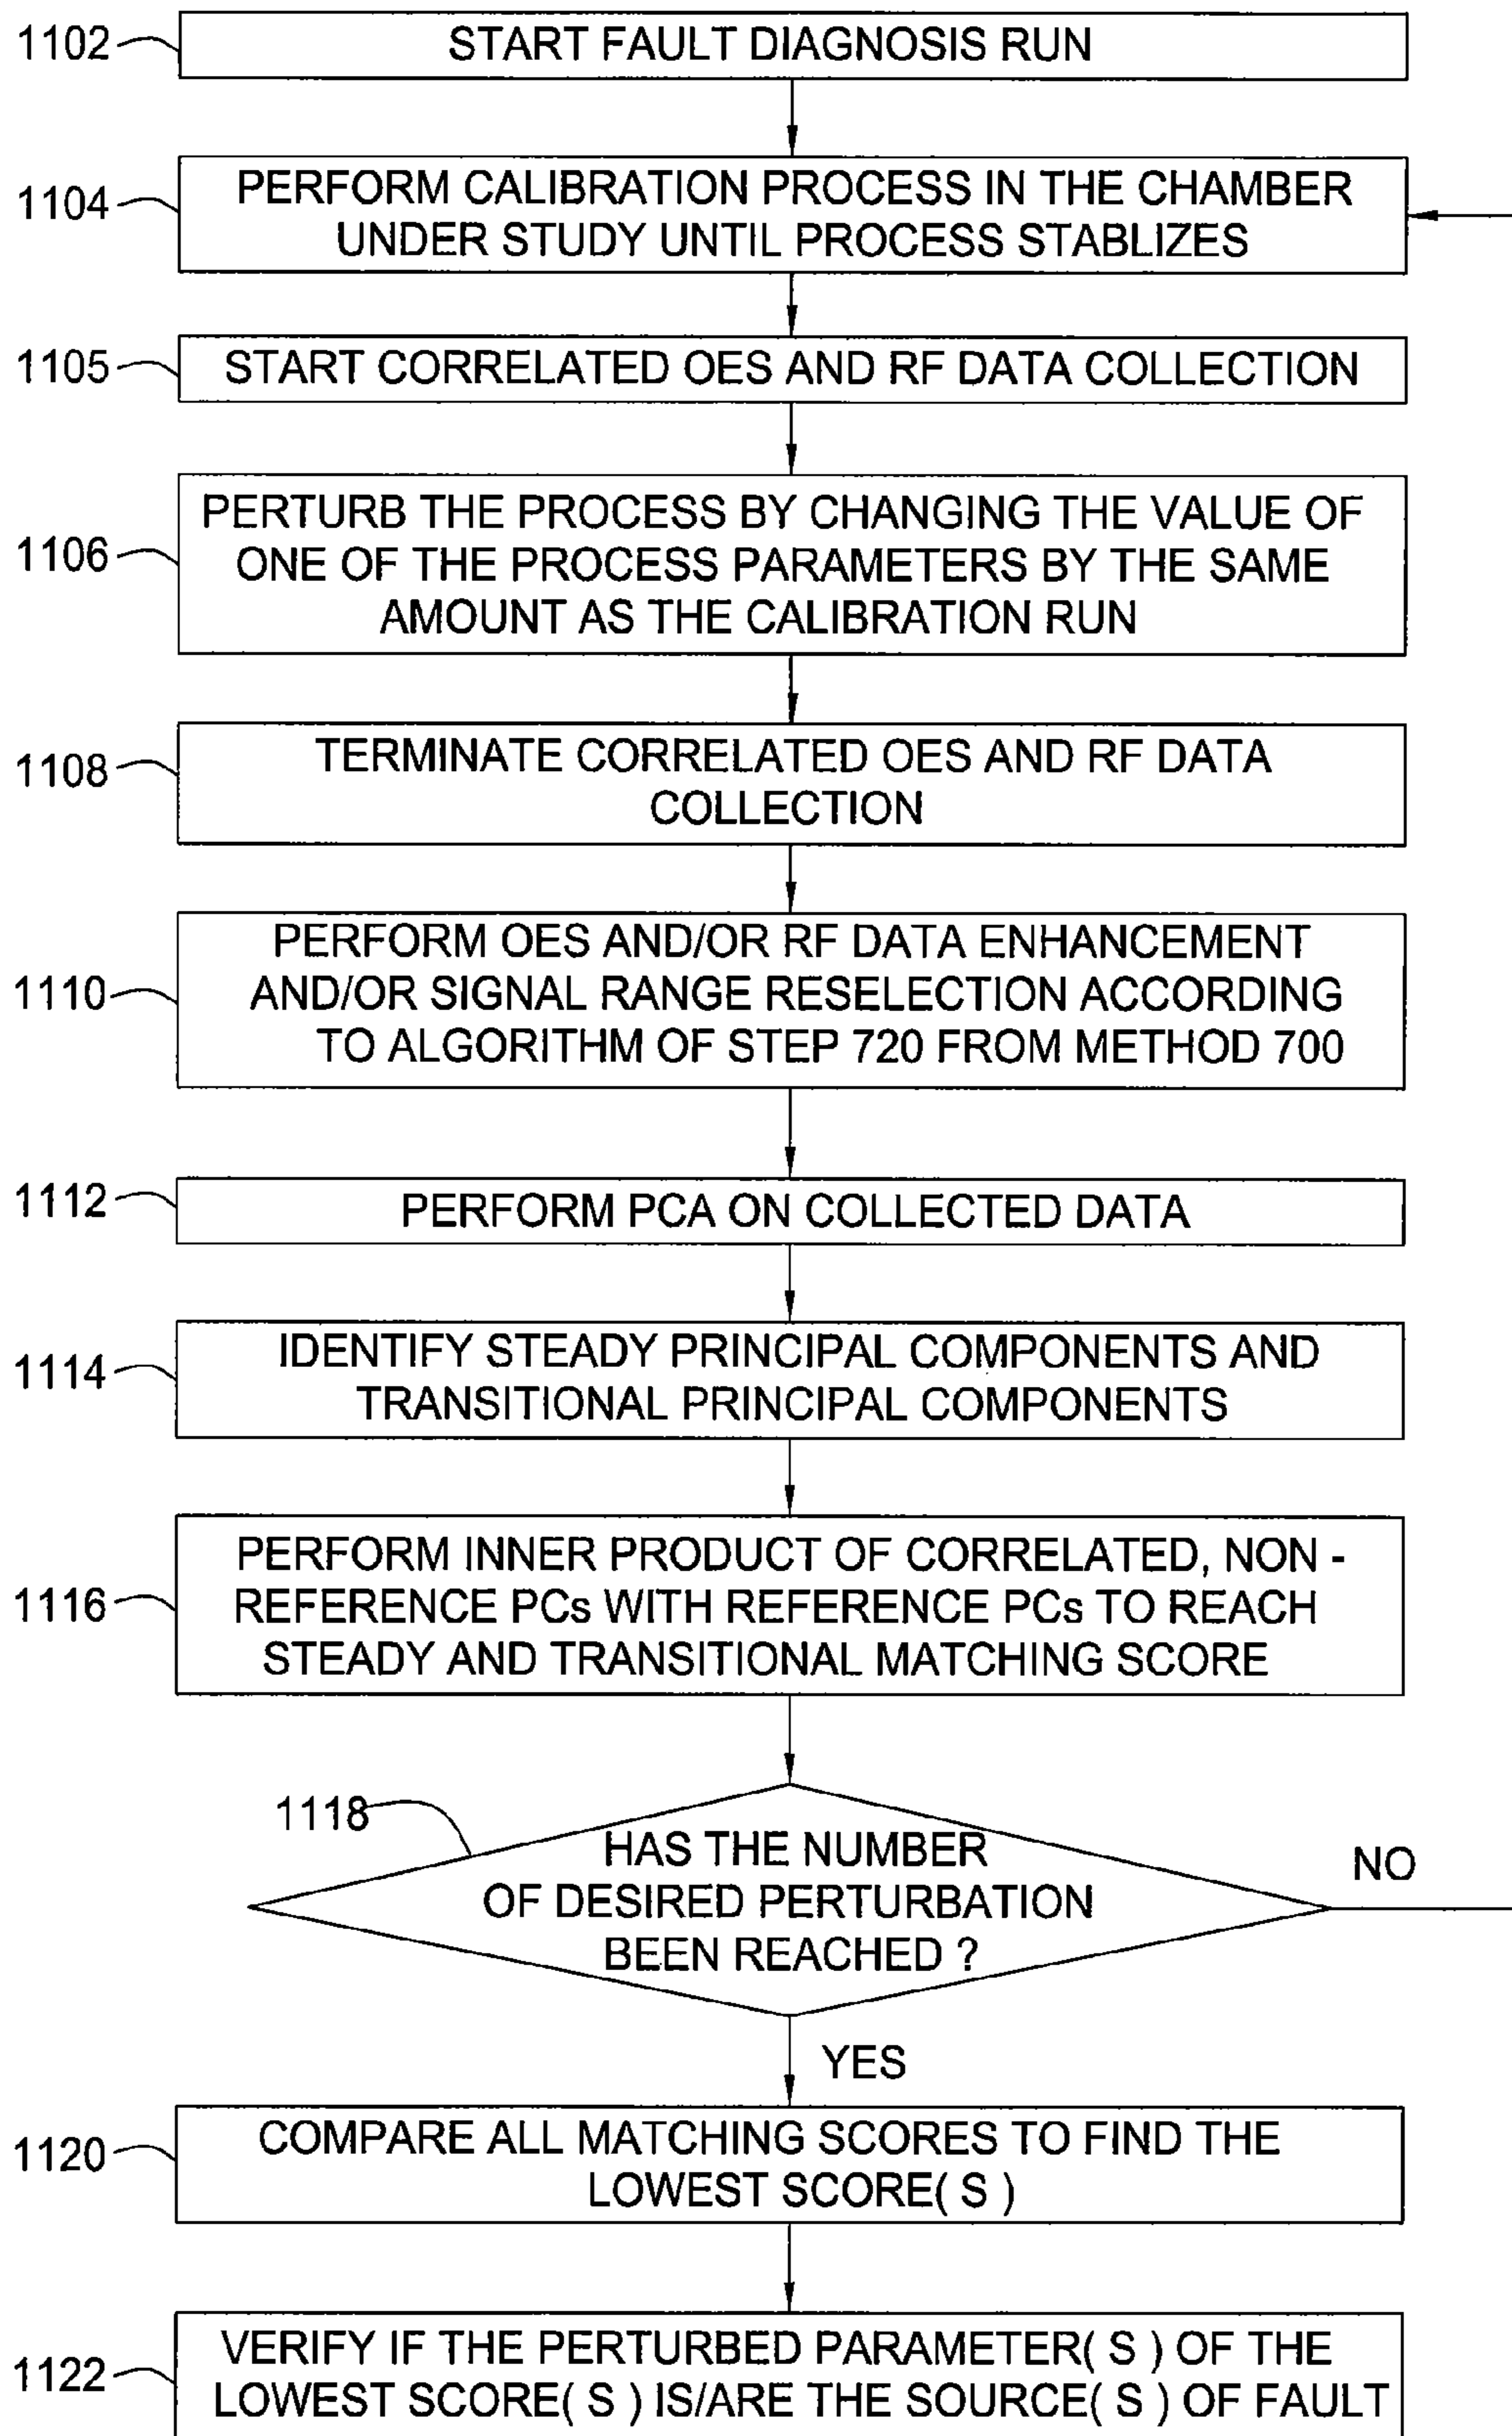 1102
START FAULT DIAGNOSIS RUN
1104
PERFORM CALIBRATION PROCESS IN THE CHAMBER
UNDER STUDY UNTIL PROCESS STABLIZES
1105
START CORRELATED OES AND RF DATA COLLECTION
1106
PERTURB THE PROCESS BY CHANGING THE VALUE OF
ONE OF THE PROCESS PARAMETERS BY THE SAME
AMOUNT AS THE CALIBRATION RUN
1108
TERMINATE CORRELATED OES AND RF DATA
COLLECTION
1110
PERFORM OES AND/OR RF DATA ENHANCEMENT
AND/OR SIGNAL RANGE RESELECTION ACCORDING
TO ALGORITHM OF STEP 720 FROM METHOD 700
1112
PERFORM PCA ON COLLECTED DATA
1114
IDENTIFY STEADY PRINCIPAL COMPONENTS AND
TRANSITIONAL PRINCIPAL COMPONENTS
1116
PERFORM INNER PRODUCT OF CORRELATED, NON -
REFERENCE PCs WITH REFERENCE PCs TO REACH
STEADY AND TRANSITIONAL MATCHING SCORE
1118
HAS THE NUMBER
OF DESIRED PERTURBATION
BEEN REACHED ?
NO
YES
1120
COMPARE ALL MATCHING SCORES TO FIND THE
LOWEST SCORE( S )
1122
VERIFY IF THE PERTURBED PARAMETER( S ) OF THE
LOWEST SCORE( S ) IS/ARE THE SOURCE( S ) OF FAULT